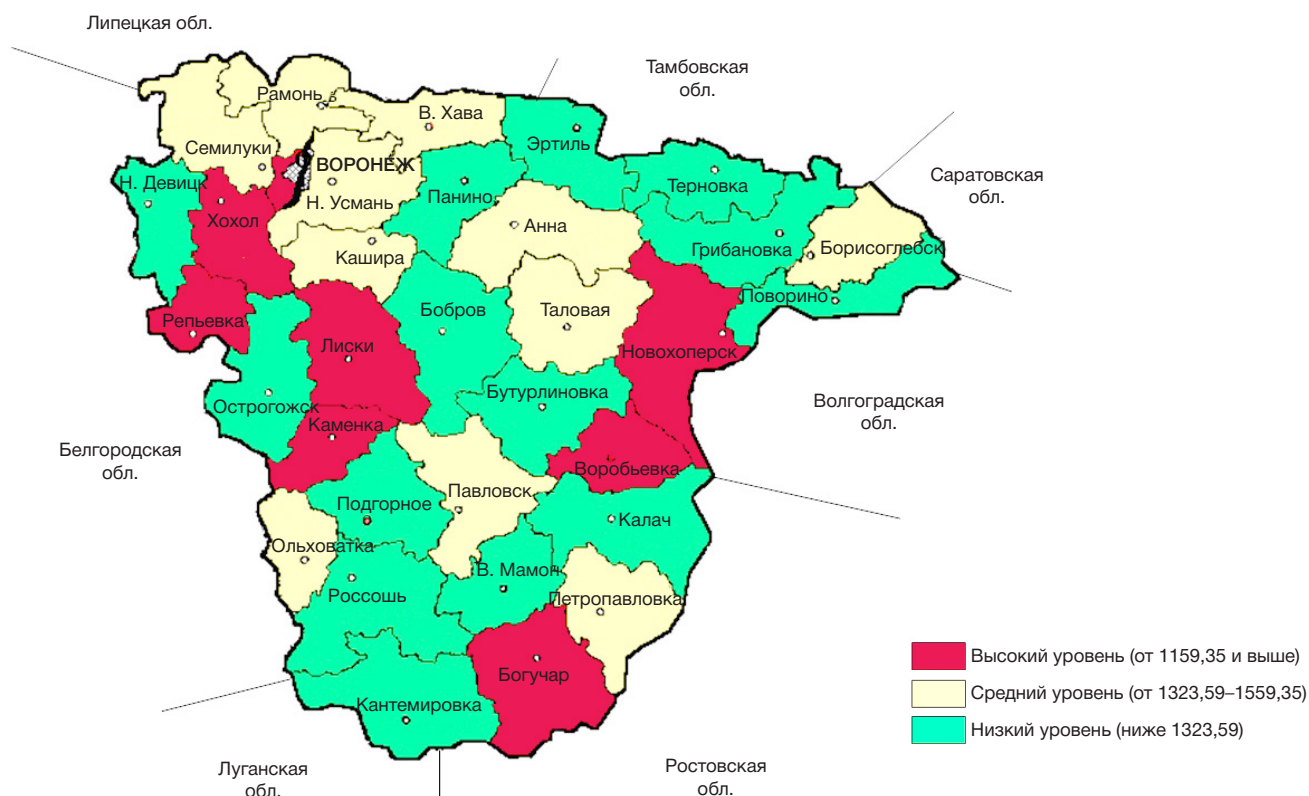 Липецкая обл.
Тамбовская
обл.
Рамонь
В. Хава
Эртиль
Семилуки
ВОРОНЕЖ
Саратовская
обл.
Н. Девицк
Панино
Терновка
Хохол
Н. Усмань
Анна
Грибановка
Борисоглебск
Кашира
Поворино
Репьевка
Бобров
Таловая
Лиски
Новохоперск
Острогожск
Бутурлиновка
Волгоградская
обл.
Каменка
Белгородская
обл.
Воробьевка
Павловск
Подгорное
Калач
Ольховатка
В. Мамон
Россошь
Петропавловка
Богучар
Кантемировка
Высокий уровень (от 1159,35 и выше)
Средний уровень (от 1323,59–1559,35)
Низкий уровень (ниже 1323,59)
Луганская
обл.
Ростовская
обл.